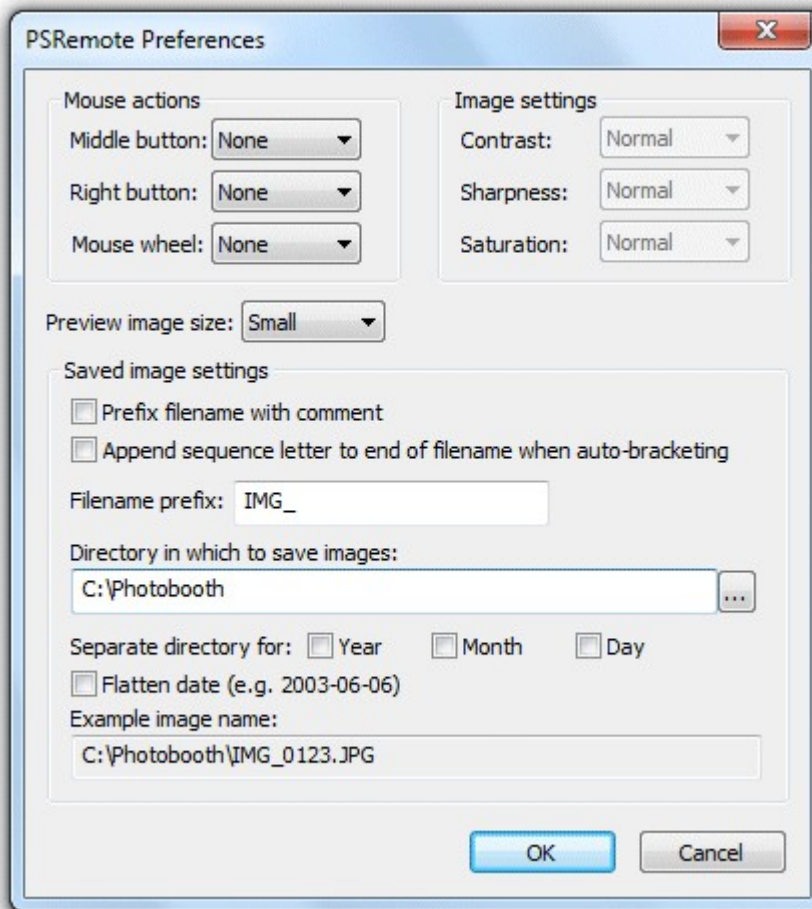 PSRemote Preferences
Mouse actions
Middle button: None
Right button: None
Mouse wheel: None
Image settings
Contrast: Normal
Sharpness: Normal
Saturation: Normal
Preview image size: Small
Saved image settings
Prefix filename with comment
Append sequence letter to end of filename when auto-bracketing
Filename prefix: IMG_
Directory in which to save images:
C:\Photobooth ...
Separate directory for: Year Month Day
Flatten date (e.g. 2003-06-06)
Example image name:
C:\Photobooth\IMG_0123.JPG
OK Cancel